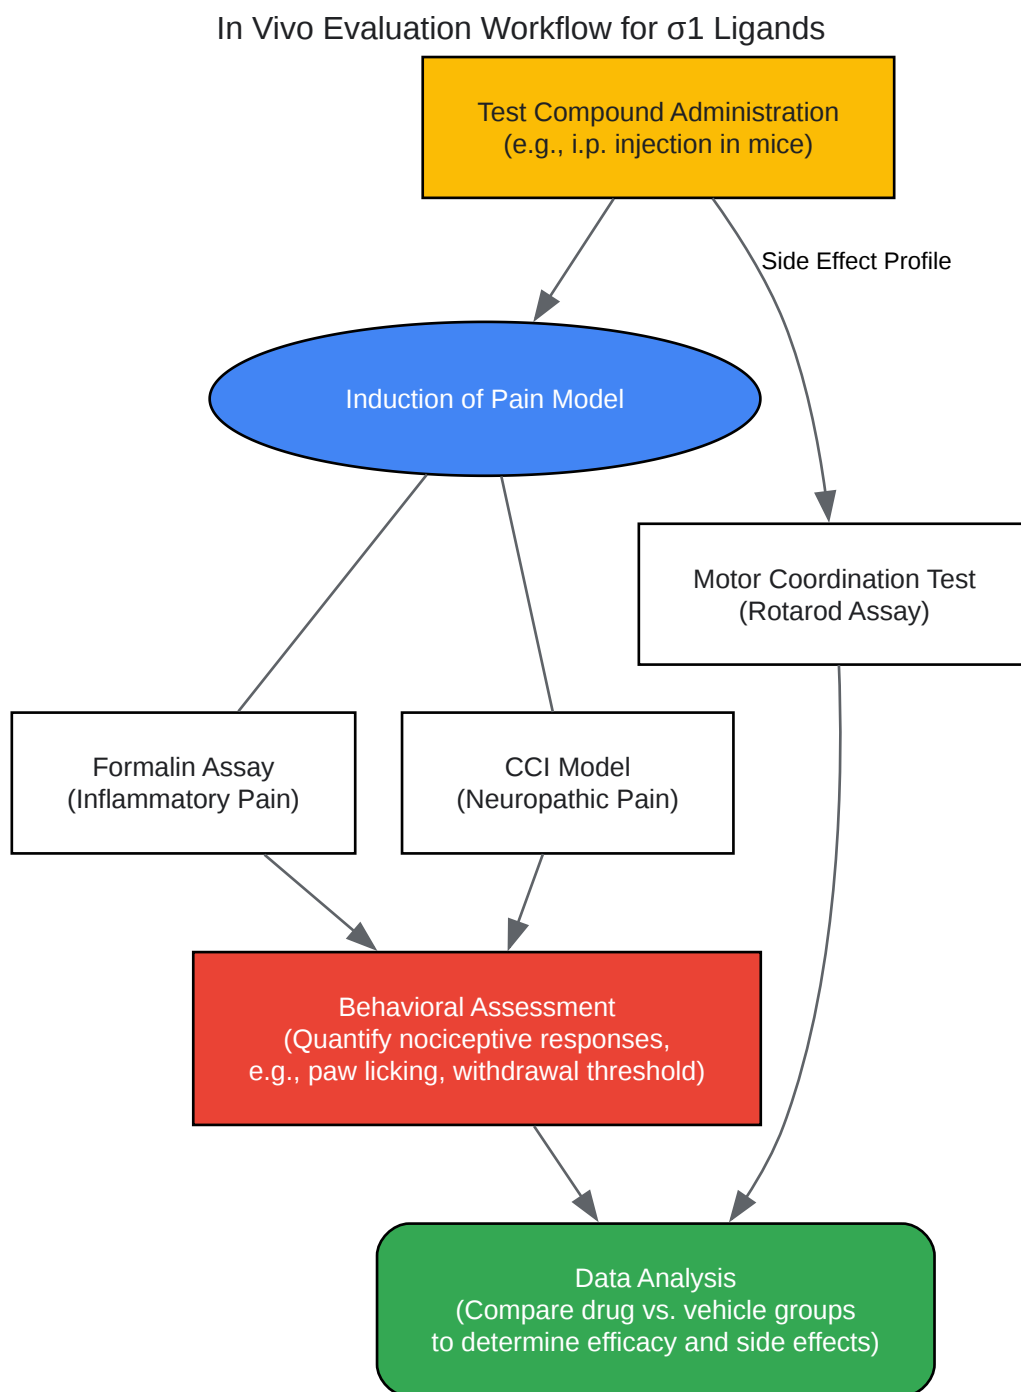 In Vivo Evaluation Workflow for σ1 Ligands
Test Compound Administration
(e.g., i.p. injection in mice)
Side Effect Profile
Induction of Pain Model
Motor Coordination Test
(Rotarod Assay)
Formalin Assay
(Inflammatory Pain)
CCI Model
(Neuropathic Pain)
Behavioral Assessment
(Quantify nociceptive responses,
e.g., paw licking, withdrawal threshold)
Data Analysis
(Compare drug vs. vehicle groups
to determine efficacy and side effects)